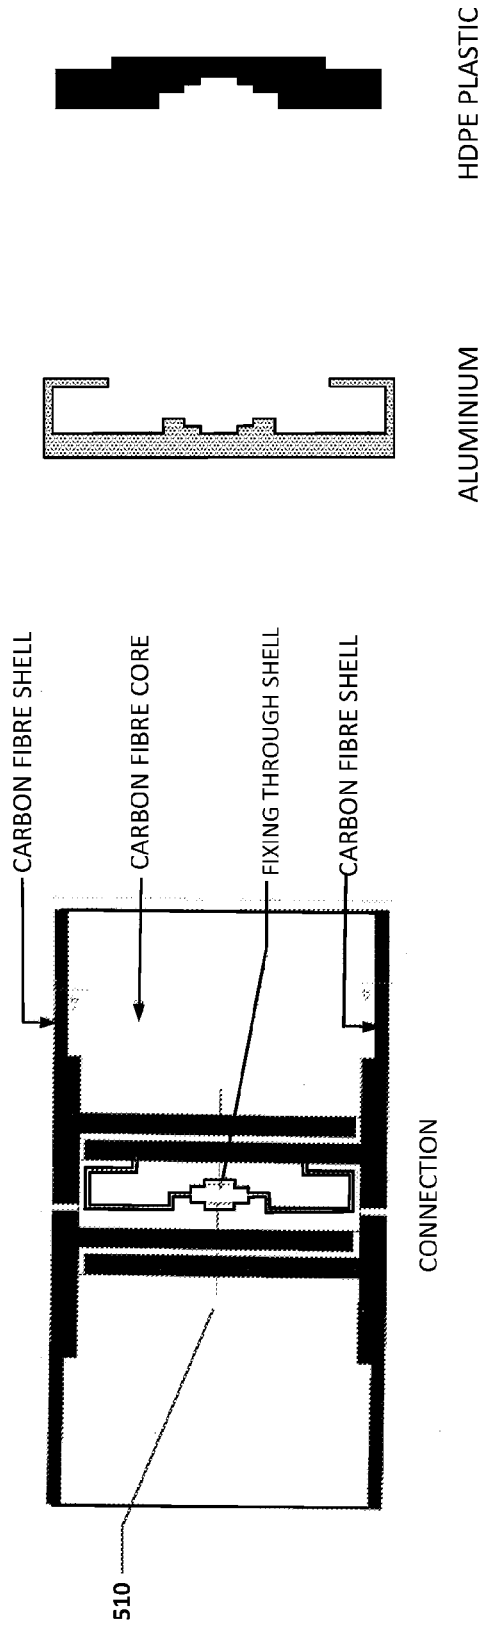 510
CARBON FIBRE SHELL
CARBON FIBRE CORE
FIXING THROUGH SHELL
CARBON FIBRE SHELL
CONNECTION
ALUMINIUM
HDPE PLASTIC